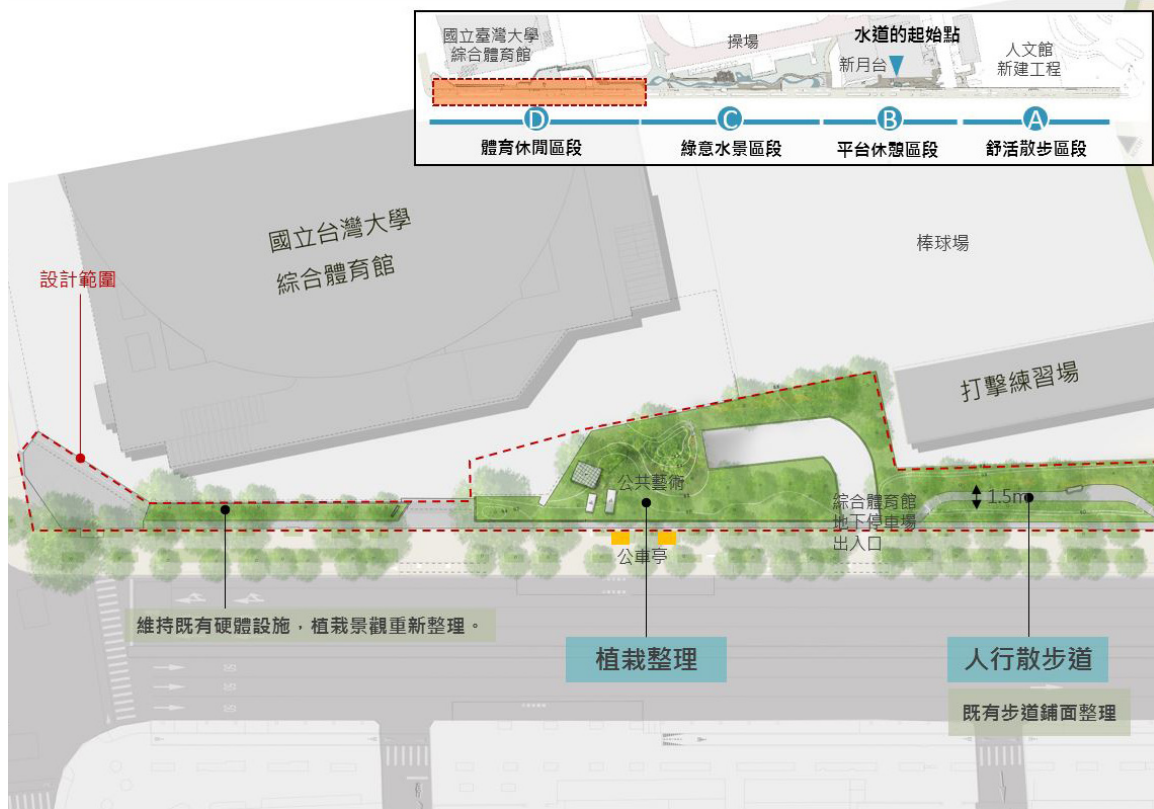 國立臺灣大學
綜合體育館
操場
水道的起始點
新月台
人文館
新建工程
D
C
B
A
體育休閒區段
綠意水景區段
平台休憩區段
舒活散步區段
國立台灣大學
綜合體育館
棒球場
設計範圍
打擊練習場
公共藝術
1.5m
綜合體育館
地下停車場
出入口
公車亭
維持既有硬體設施，植栽景觀重新整理。
植栽整理
人行散步道
既有步道鋪面整理